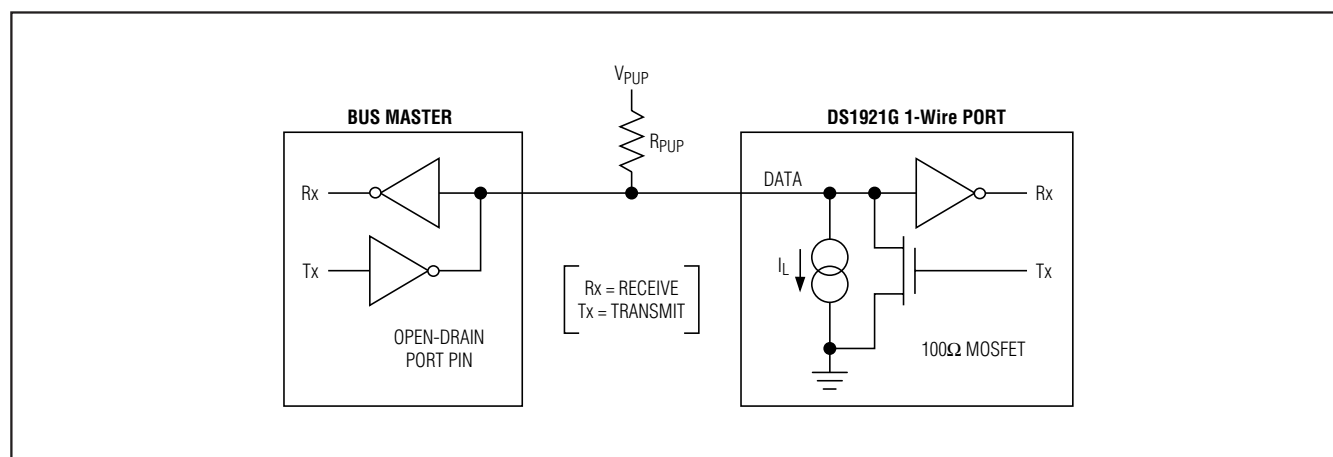 VPUP
BUS MASTER
DS1921G 1-Wire PORT
RPUP
DATA
Rx
Rx
Tx
IL
Tx
Rx = RECEIVE
Tx = TRANSMIT
OPEN-DRAIN
PORT PIN
100Ω MOSFET